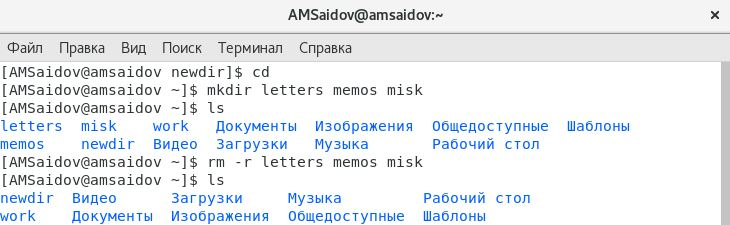 AMSaidov@amsaidov:~ ×
Файл Правка Вид Поиск Терминал Справка
[AMSaidov@amsaidov newdir]$ cd
[AMSaidov@amsaidov ~]$ mkdir letters memos misk
[AMSaidov@amsaidov ~]$ ls
letters misk work Документы Изображения Общедоступные Шаблоны
memos newdir Видео Загрузки Музыка Рабочий стол
[AMSaidov@amsaidov ~]$ rm -r letters memos misk
[AMSaidov@amsaidov ~]$ ls
newdir Видео Загрузки Музыка Рабочий стол
work Документы Изображения Общедоступные Шаблоны